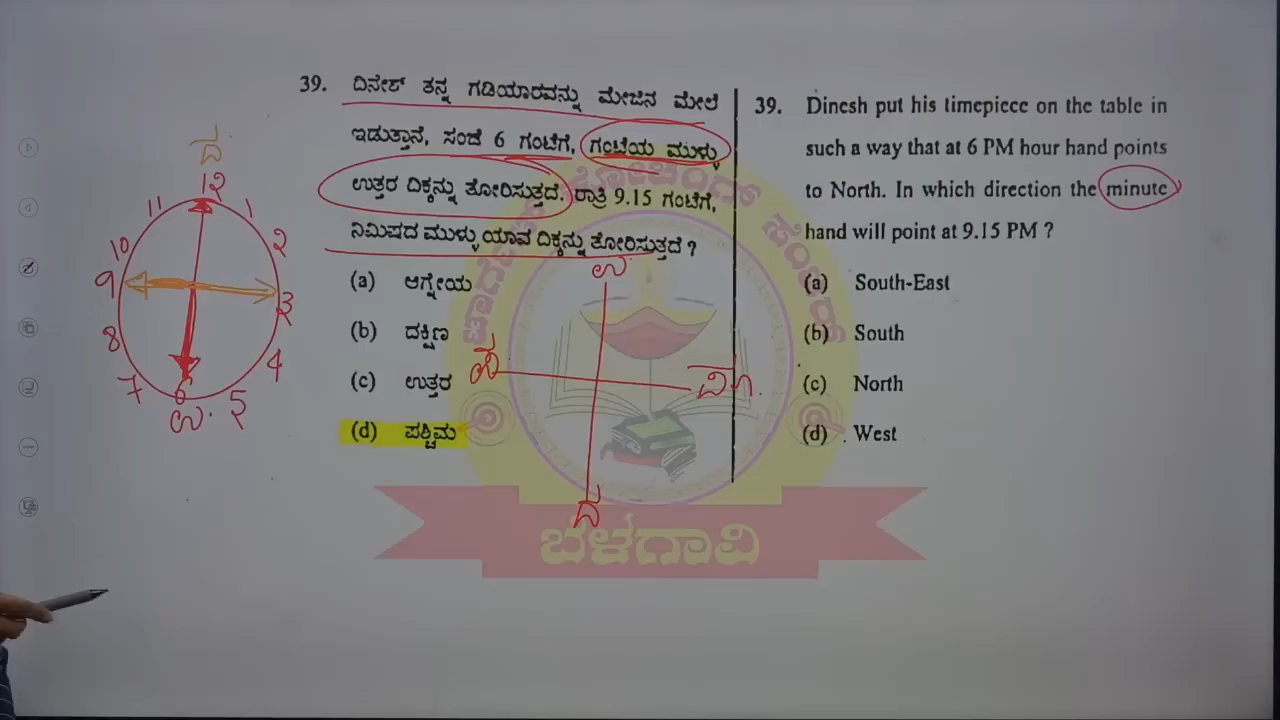 39. ದಿನೇಶ್ ತನ್ನ ಗಡಿಯಾರವನ್ನು ಮೇಜಿನ ಮೇಲೆ
ಇಡುತ್ತಾನೆ, ಸಂಜೆ 6 ಗಂಟೆಗೆ, ಗಂಟೆಯ ಮುಳ್ಳು
ಉತ್ತರ ದಿಕ್ಕನ್ನು ತೋರಿಸುತ್ತದೆ. ರಾತ್ರಿ 9.15 ಗಂಟೆಗೆ,
ನಿಮಿಷದ ಮುಳ್ಳು ಯಾವ ದಿಕ್ಕನ್ನು ತೋರಿಸುತ್ತದೆ ?
(a) ಆಗ್ನೇಯ
(b) ದಕ್ಷಿಣ
(c) ಉತ್ತರ
(d) ಪಶ್ಚಿಮ
39. Dinesh put his timepiece on the table in
such a way that at 6 PM hour hand points
to North. In which direction the minute
hand will point at 9.15 PM ?
(a) South-East
(b) South
(c) North
(d) West
ದ
12
11 1
10 2
9 3
8 4
7 5
6
ಉ.
ಉ
ಪ
ದ
ಬೆಳಗಾವಿ